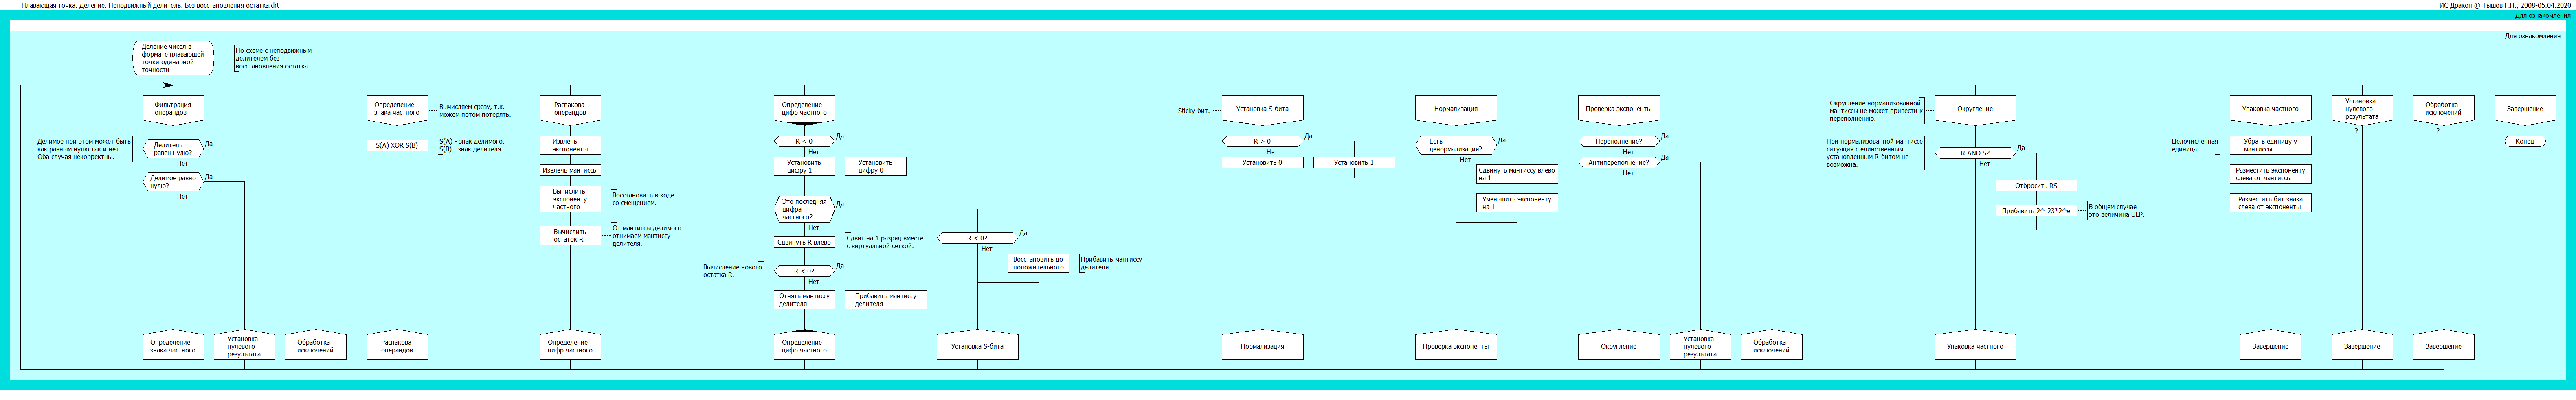 Плавающая точка. Деление. Неподвижный делитель. Без восстановления остатка.drt
ИС Дракон © Тышов Г.Н., 2008-05.04.2020
Для ознакомления
Для ознакомления
Деление чисел в
формате плавающей
точки одинарной
точности
По схеме с неподвижным
делителем без
восстановления остатка.
Фильтрация
операндов
Делимое при этом может быть
как равным нулю так и нет.
Оба случая некорректны.
Делитель
равен нулю?
Да
Нет
Делимое равно
нулю?
Да
Нет
Определение
знака частного
Установка
нулевого
результата
Обработка
исключений
Определение
знака частного
Вычисляем сразу, т.к.
можем потом потерять.
S(A) XOR S(B)
S(A) - знак делимого.
S(B) - знак делителя.
Распакова
операндов
Распакова
операндов
Извлечь
экспоненты
Извлечь мантиссы
Вычислить
экспоненту
частного
Восстановить в коде
со смещением.
Вычислить
остаток R
От мантиссы делимого
отнимаем мантиссу
делителя.
Определение
цифр частного
Определение
цифр частного
R < 0
Да
Нет
Установить
цифру 1
Установить
цифру 0
Это последняя
цифра
частного?
Да
Нет
Сдвинуть R влево
Сдвиг на 1 разряд вместе
с виртуальной сеткой.
Вычисление нового
остатка R.
R < 0?
Да
Нет
Отнять мантиссу
делителя
Прибавить мантиссу
делителя
Определение
цифр частного
R < 0?
Да
Нет
Восстановить до
положительного
Прибавить мантиссу
делителя.
Установка S-бита
Sticky-бит.
Установка S-бита
R > 0
Да
Нет
Установить 0
Установить 1
Нормализация
Нормализация
Есть
денормализация?
Да
Нет
Сдвинуть мантиссу влево
на 1
Уменьшить экспоненту
на 1
Проверка экспоненты
Проверка экспоненты
Переполнение?
Да
Нет
Антипереполнение?
Да
Нет
Округление
Установка
нулевого
результата
Обработка
исключений
Округление нормализованной
мантиссы не может привести к
переполнению.
Округление
При нормализованной мантиссе
ситуация с единственным
установленным R-битом не
возможна.
R AND S?
Да
Нет
Отбросить RS
Прибавить 2^-23*2^e
В общем случае
это величина ULP.
Упаковка частного
Упаковка частного
Целочисленная
единица.
Убрать единицу у
мантиссы
Разместить экспоненту
слева от мантиссы
Разместить бит знака
слева от экспоненты
Завершение
Установка
нулевого
результата
?
Завершение
Обработка
исключений
?
Завершение
Завершение
Конец